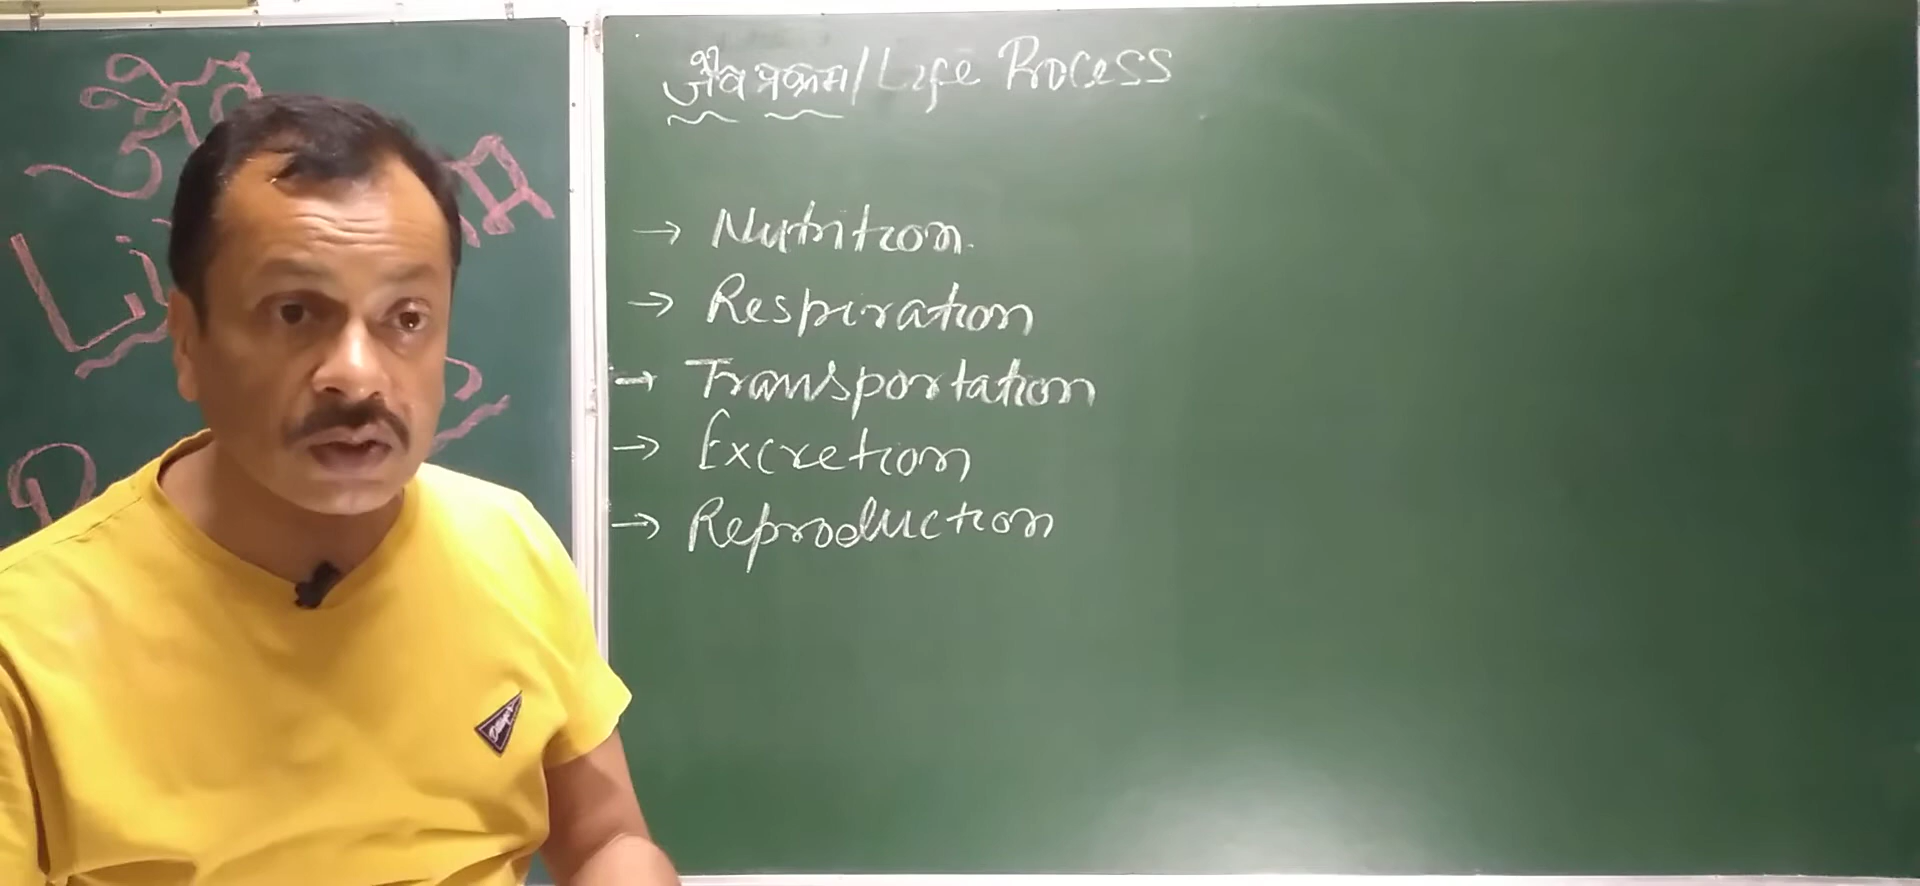 जैव प्रक्रम/Life Process
→ Nutrition
→ Respiration
→ Transportation
→ Excretion
→ Reproduction